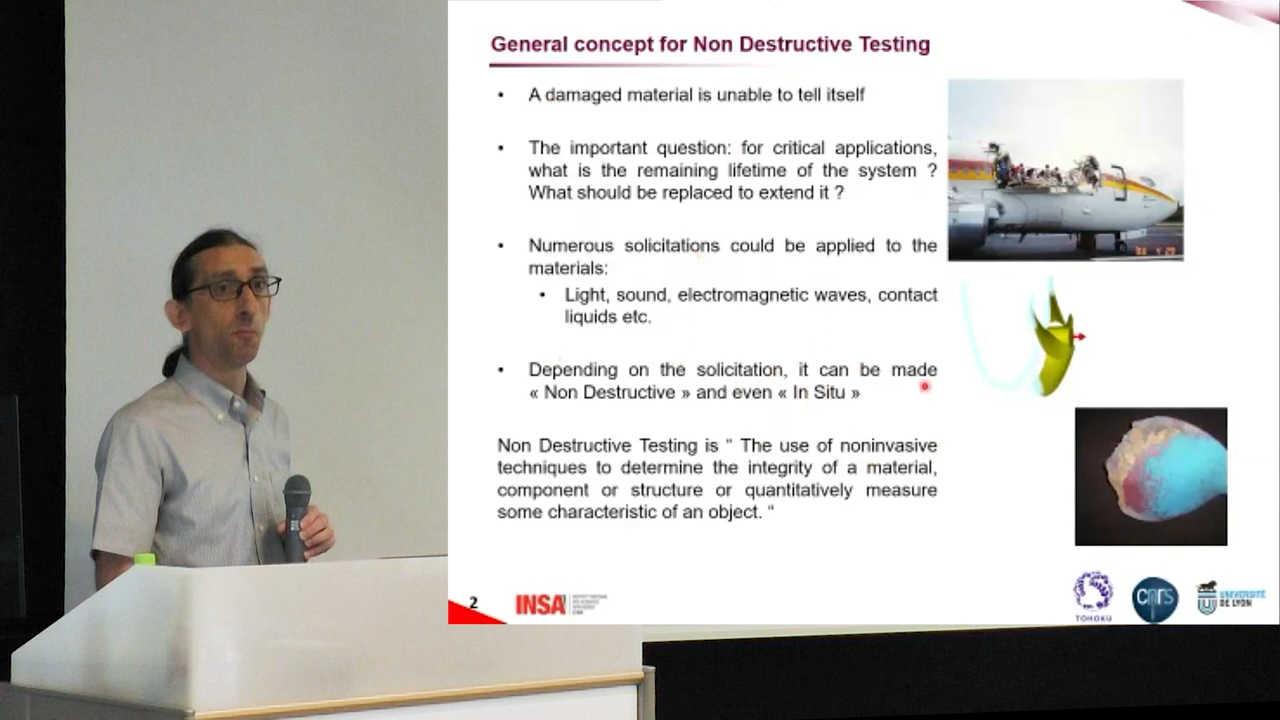 General concept for Non Destructive Testing
• A damaged material is unable to tell itself
• The important question: for critical applications,
what is the remaining lifetime of the system ?
What should be replaced to extend it ?
• Numerous solicitations could be applied to the
materials:
• Light, sound, electromagnetic waves, contact
liquids etc.
• Depending on the solicitation, it can be made
« Non Destructive » and even « In Situ »
Non Destructive Testing is " The use of noninvasive
techniques to determine the integrity of a material,
component or structure or quantitatively measure
some characteristic of an object. "
2
INSA
TOHOKU
cnrs
UNIVERSITÉ
DE LYON